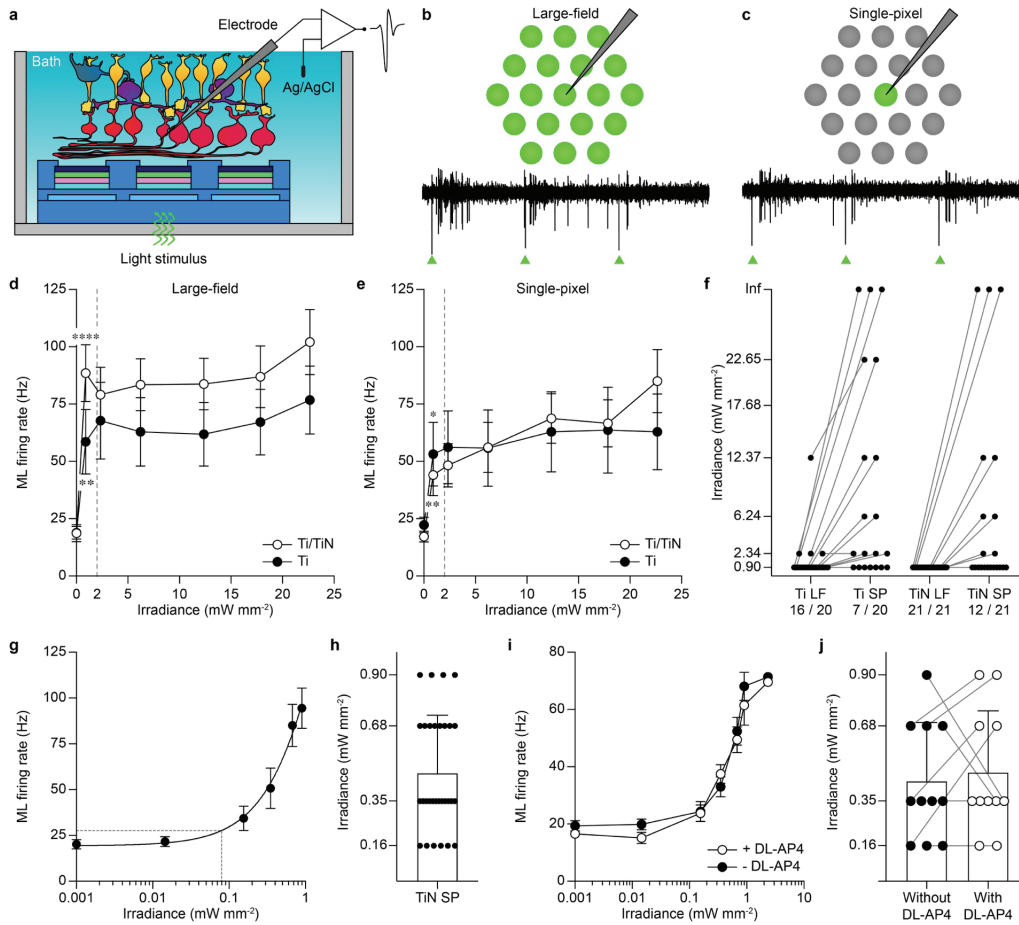 a
Electrode
Bath
Ag/AgCl
Light stimulus
b
Large-field
c
Single-pixel
d
Large-field
ML firing rate (Hz)
125
100
75
50
25
0
****
**
Ti/TiN
Ti
0 2 5 10 15 20 25
Irradiance (mW mm-2)
e
Single-pixel
ML firing rate (Hz)
125
100
75
50
25
0
*
**
Ti/TiN
Ti
0 2 5 10 15 20 25
Irradiance (mW mm-2)
f
Irradiance (mW mm-2)
Inf
22.65
17.68
12.37
6.24
2.34
0.90
Ti LF Ti SP TiN LF TiN SP
16 / 20 7 / 20 21 / 21 12 / 21
g
ML firing rate (Hz)
125
100
75
50
25
0
0.001 0.01 0.1 1
Irradiance (mW mm-2)
h
Irradiance (mW mm-2)
0.90
0.68
0.35
0.16
TiN SP
i
ML firing rate (Hz)
80
60
40
20
0
+ DL-AP4
- DL-AP4
0.001 0.01 0.1 1 10
Irradiance (mW mm-2)
j
Irradiance (mW mm-2)
0.90
0.68
0.35
0.16
Without With
DL-AP4 DL-AP4